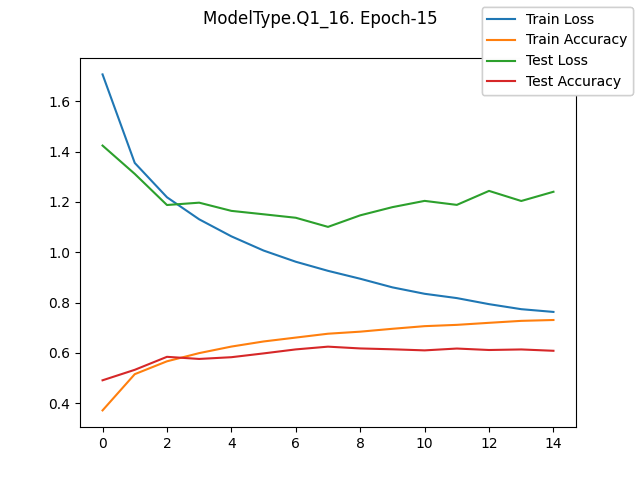 ModelType.Q1_16. Epoch-15
Train Loss
Train Accuracy
Test Loss
Test Accuracy
1.6
1.4
1.2
1.0
0.8
0.6
0.4
0 2 4 6 8 10 12 14